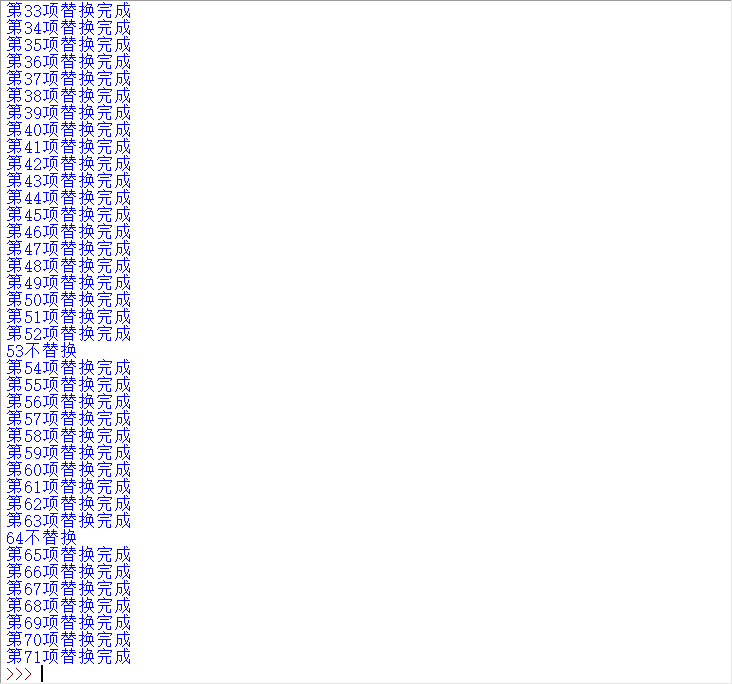 第33项替换完成
第34项替换完成
第35项替换完成
第36项替换完成
第37项替换完成
第38项替换完成
第39项替换完成
第40项替换完成
第41项替换完成
第42项替换完成
第43项替换完成
第44项替换完成
第45项替换完成
第46项替换完成
第47项替换完成
第48项替换完成
第49项替换完成
第50项替换完成
第51项替换完成
第52项替换完成
53不替换
第54项替换完成
第55项替换完成
第56项替换完成
第57项替换完成
第58项替换完成
第59项替换完成
第60项替换完成
第61项替换完成
第62项替换完成
第63项替换完成
64不替换
第65项替换完成
第66项替换完成
第67项替换完成
第68项替换完成
第69项替换完成
第70项替换完成
第71项替换完成
>>>